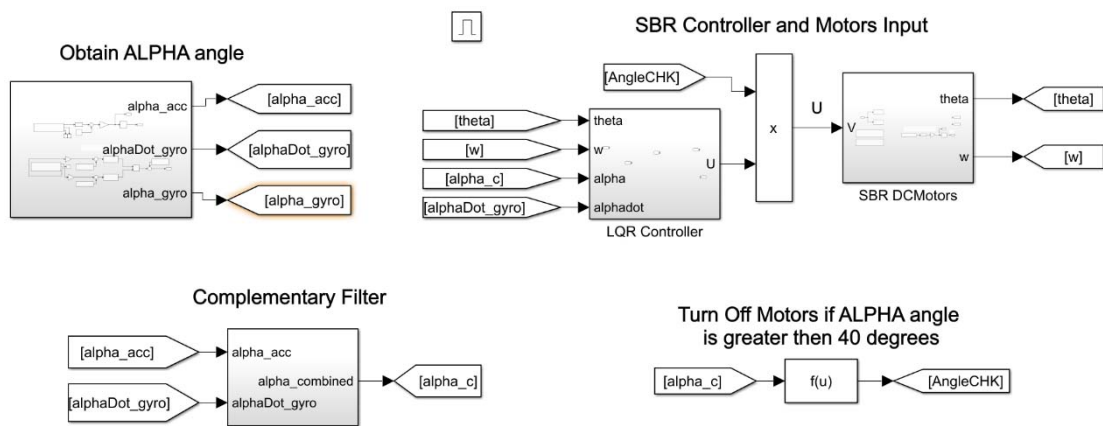 Obtain ALPHA angle
alpha_acc
[alpha_acc]
alphaDot_gyro
[alphaDot_gyro]
alpha_gyro
[alpha_gyro]
SBR Controller and Motors Input
[AngleCHK]
[theta]
theta
[w]
w
[alpha_c]
alpha
[alphaDot_gyro]
alphadot
U
LQR Controller
x
U
V
theta
[theta]
w
[w]
SBR DCMotors
Complementary Filter
[alpha_acc]
alpha_acc
alpha_combined
[alpha_c]
[alphaDot_gyro]
alphaDot_gyro
Turn Off Motors if ALPHA angle
is greater then 40 degrees
[alpha_c]
f(u)
[AngleCHK]